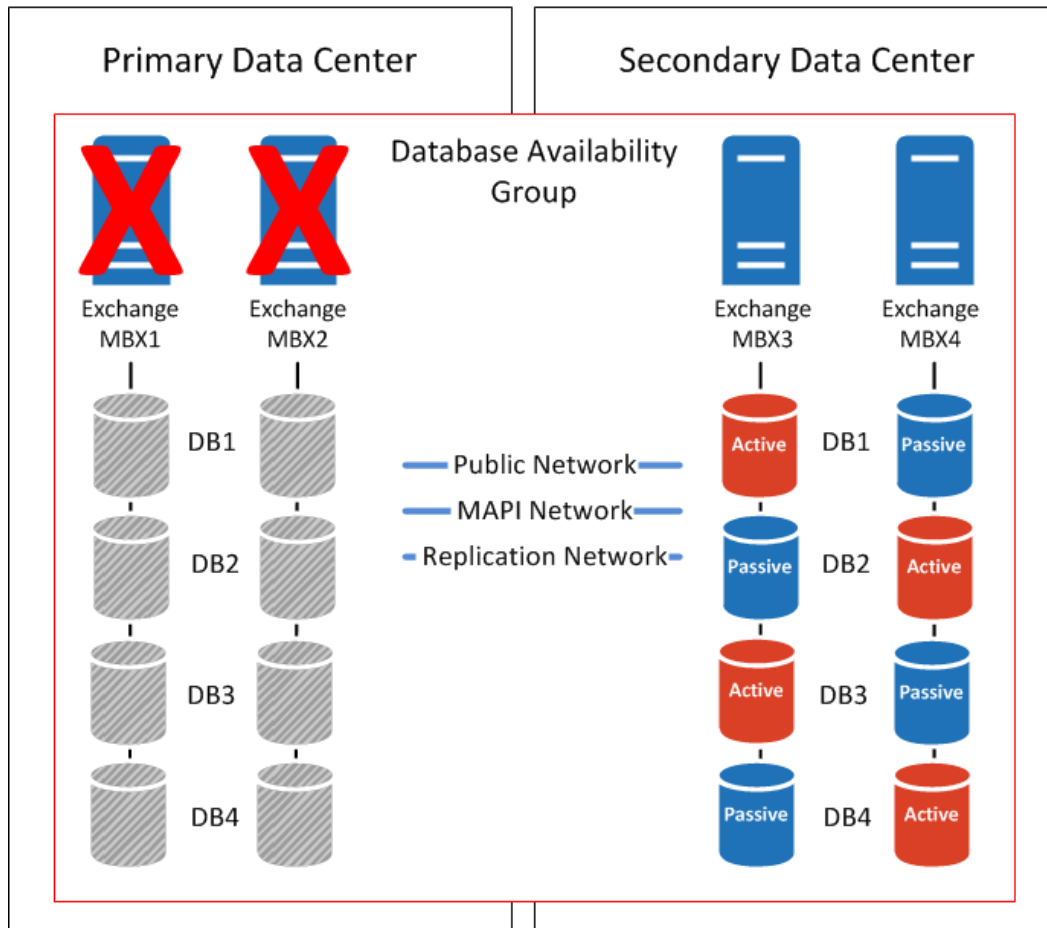 Primary Data Center
Secondary Data Center
Database Availability
Group
Exchange
MBX1
Exchange
MBX2
Exchange
MBX3
Exchange
MBX4
DB1
Active
DB1
Passive
Public Network
MAPI Network
Replication Network
DB2
Passive
DB2
Active
DB3
Active
DB3
Passive
DB4
Passive
DB4
Active